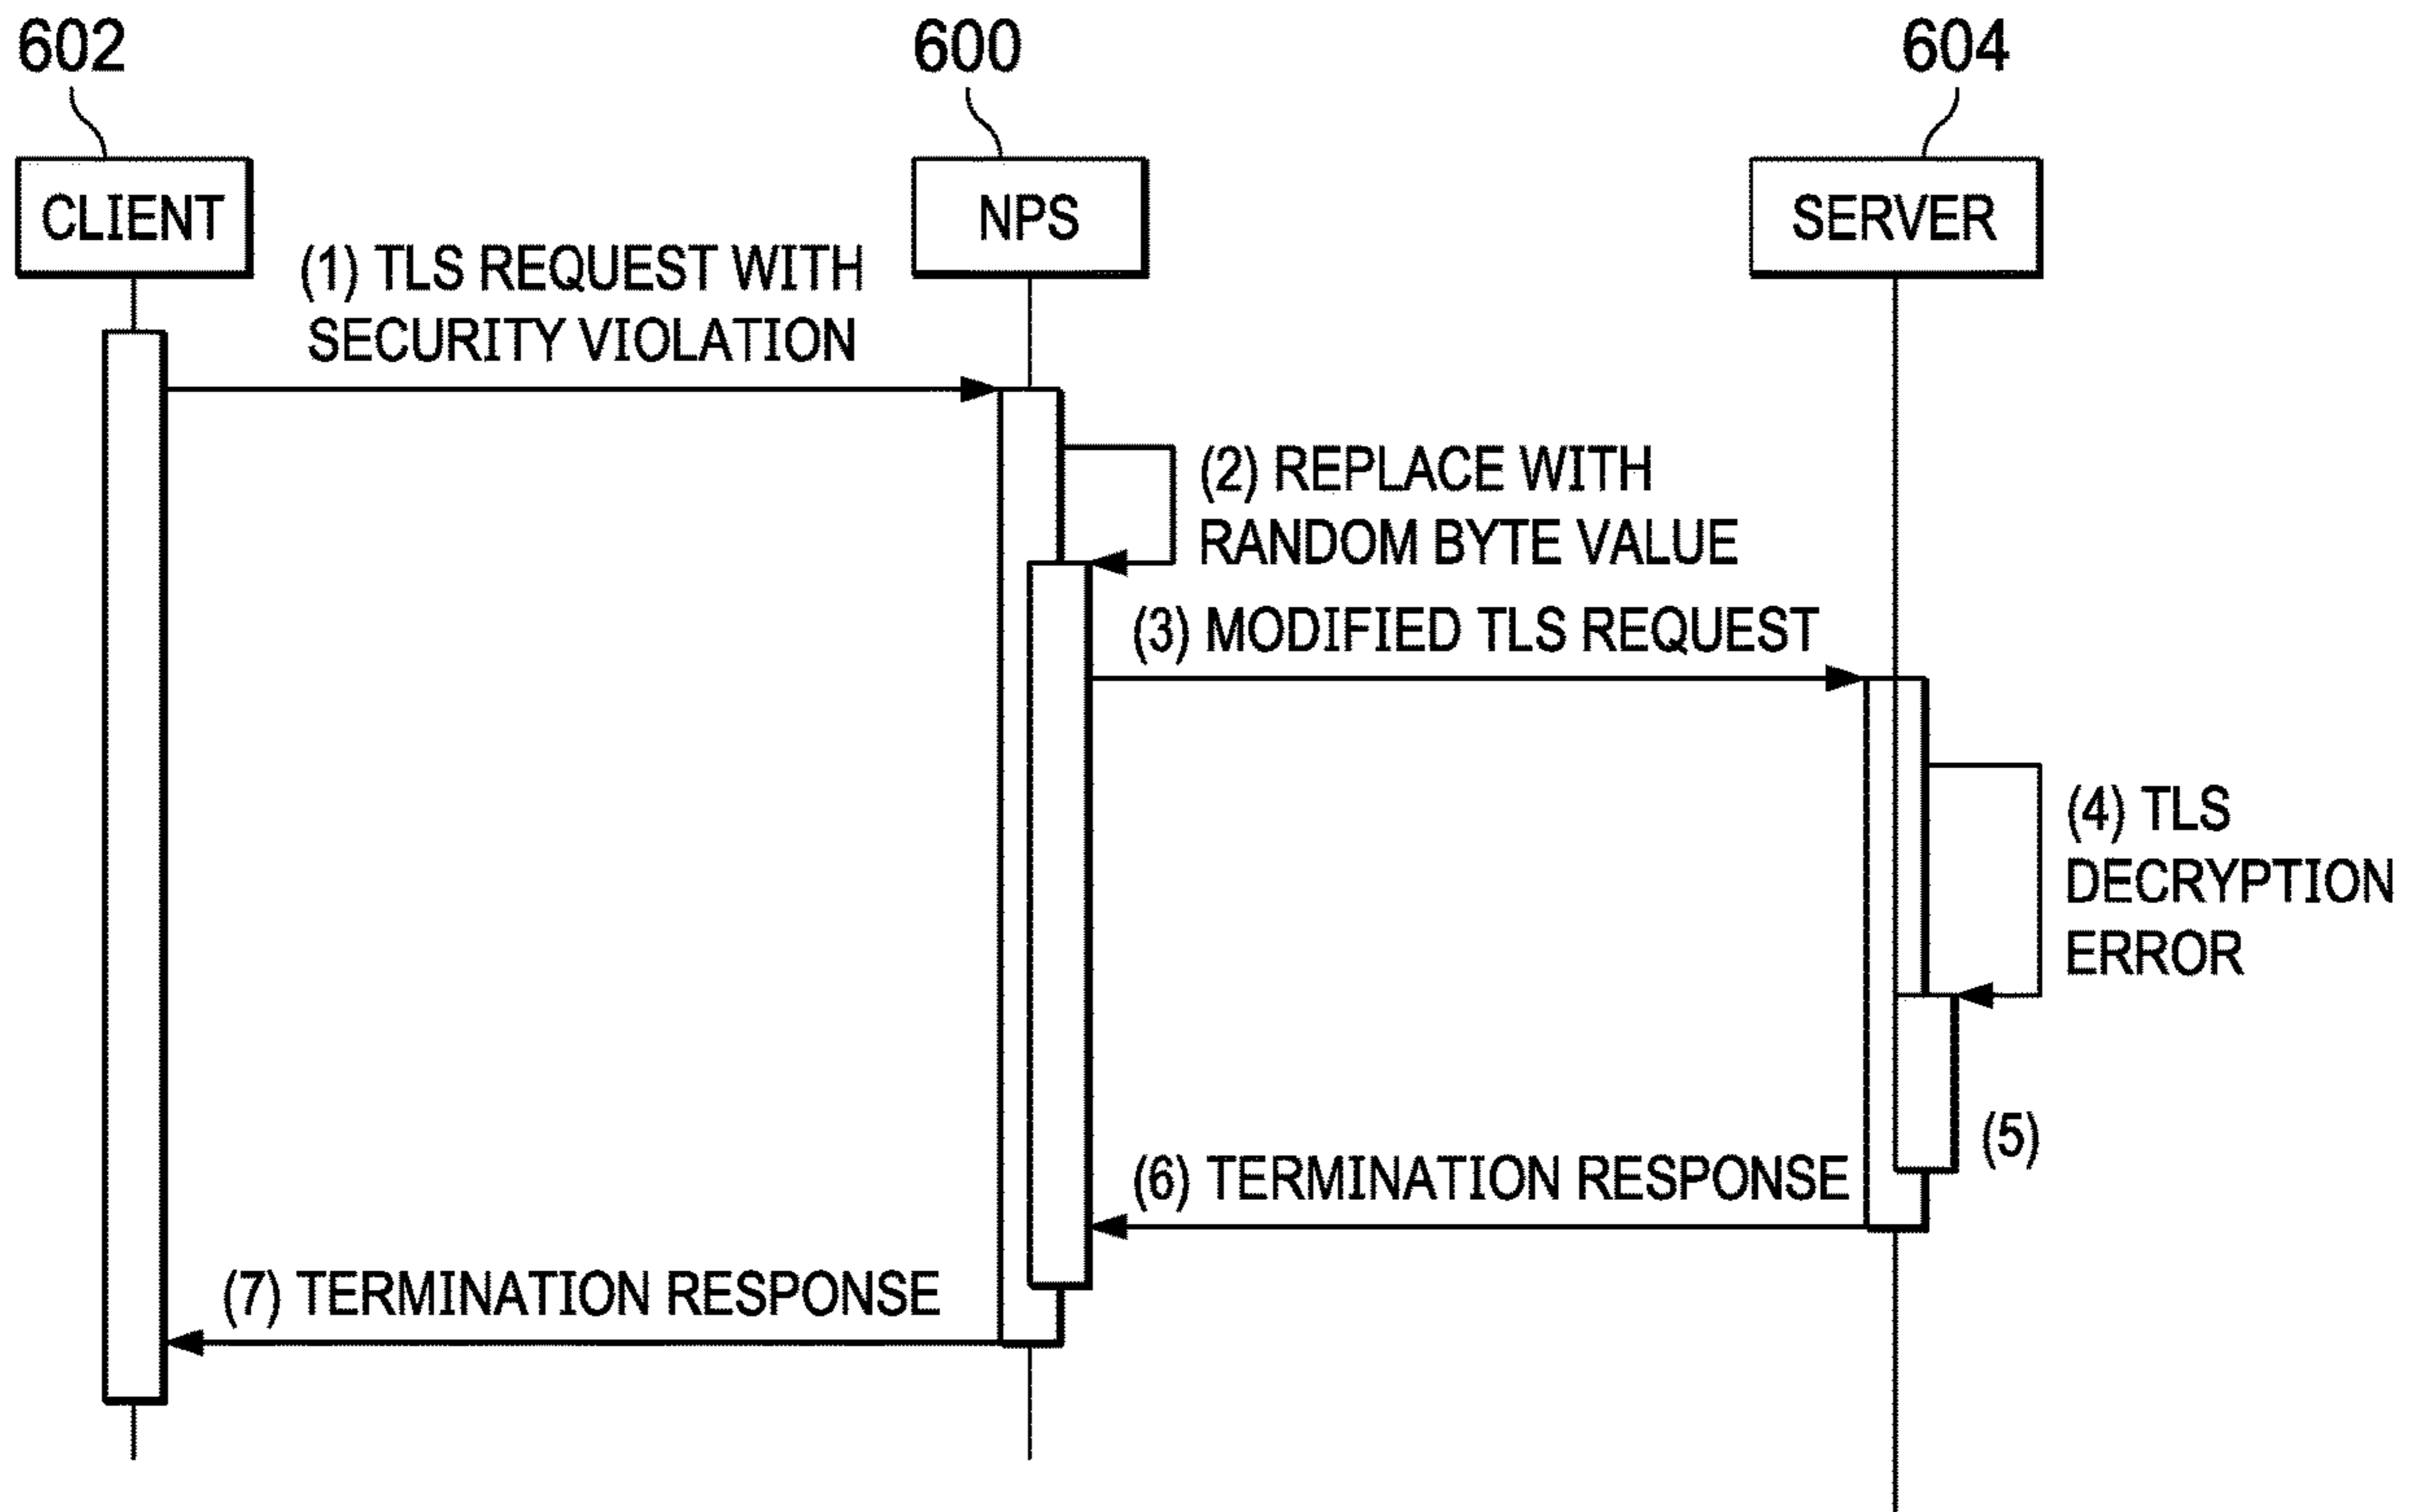 602
600
604
CLIENT
NPS
SERVER
(1) TLS REQUEST WITH
SECURITY VIOLATION
(2) REPLACE WITH
RANDOM BYTE VALUE
(3) MODIFIED TLS REQUEST
(4) TLS
DECRYPTION
ERROR
(5)
(6) TERMINATION RESPONSE
(7) TERMINATION RESPONSE